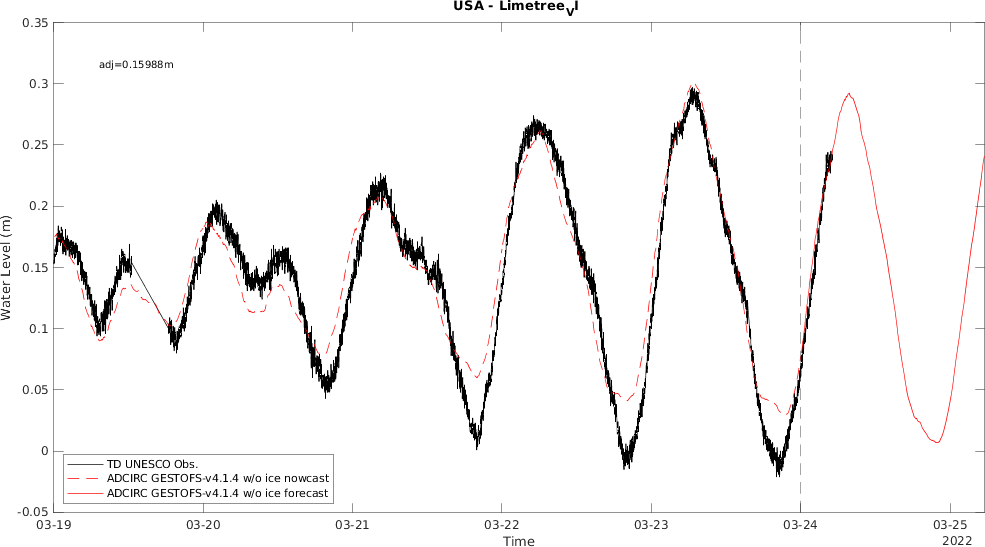 USA - Limetree_VI
0.35
adj=0.15988m
0.3
0.25
0.2
0.15
0.1
0.05
0
-0.05
Water Level (m)
TD UNESCO Obs.
ADCIRC GESTOFS-v4.1.4 w/o ice nowcast
ADCIRC GESTOFS-v4.1.4 w/o ice forecast
03-19 03-20 03-21 03-22 03-23 03-24 03-25
Time
2022